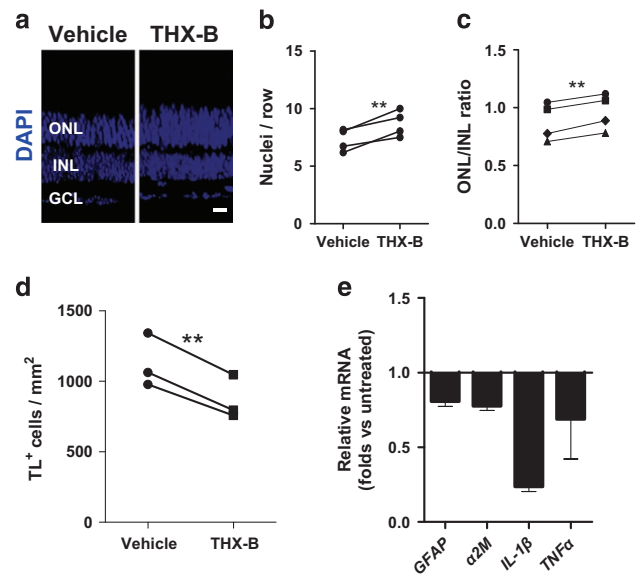 a
Vehicle THX-B
DAPI
ONL
INL
GCL
b
Nuclei / row
15
10
5
0
**
Vehicle THX-B
c
ONL/INL ratio
1.5
1.0
0.5
0.0
**
Vehicle THX-B
d
TL+ cells / mm2
1500
1000
500
0
**
Vehicle THX-B
e
Relative mRNA
(folds vs untreated)
1.5
1.0
0.5
0.0
GFAP
α2M
IL-1β
TNFα